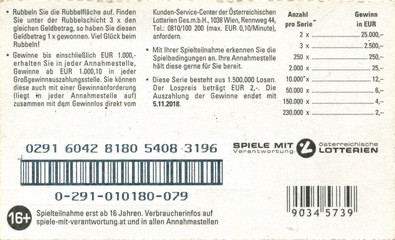 • Rubbeln Sie die Rubbelfläche auf. Finden
Sie unter der Rubbelschicht 3 x den
gleichen Geldbetrag, so haben Sie diesen
Geldbetrag 1x gewonnen. Viel Glück beim
Rubbeln!
• Gewinne bis einschließlich EUR 1.000,-
erhalten Sie in jeder Annahmestelle,
Gewinne ab EUR 1.000,10 in jeder
Großgewinnauszahlungsstelle. Sie können
diese auch mit einer Gewinnanforderung
(liegt in jeder Annahmestelle auf)
zusammen mit dem Gewinnlos direkt vom
Kunden-Service-Center der Österreichischen
Lotterien Ges.m.b.H., 1038 Wien, Rennweg 44,
Tel.: 0810/100 200 (max. EUR 0,10/Minute),
anfordern.
• Mit Ihrer Spielteilnahme erkennen Sie die
Spielbedingungen an. Ihre Annahmestelle
hält diese gerne für Sie bereit.
• Diese Serie besteht aus 1.500.000 Losen.
Der Lospreis beträgt EUR 2,-. Die
Auszahlung der Gewinne endet mit
5.11.2018.
Anzahl Gewinn
pro Serie* in EUR
2 x 25.000,-
3 x 2.500,-
250 x 250,-
2.000 x 25,-
10.000* x 12,-
50.000 x 6,-
150.000 x 4,-
230.000 x 2,-
0291 6042 8180 5408 3196
0-291-010180-079
SPIELE MIT
Verantwortung
österreichische
LOTTERIEN
16+
Spielteilnahme erst ab 16 Jahren. Verbraucherinfos auf
spiele-mit-verantwortung.at und in allen Annahmestellen
9034 5739